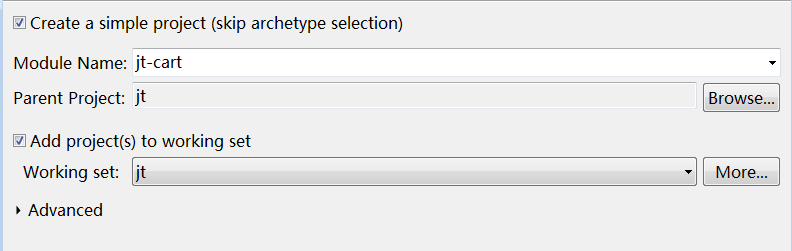 Create a simple project (skip archetype selection)
Module Name: jt-cart
Parent Project: jt Browse...
Add project(s) to working set
Working set: jt More...
Advanced